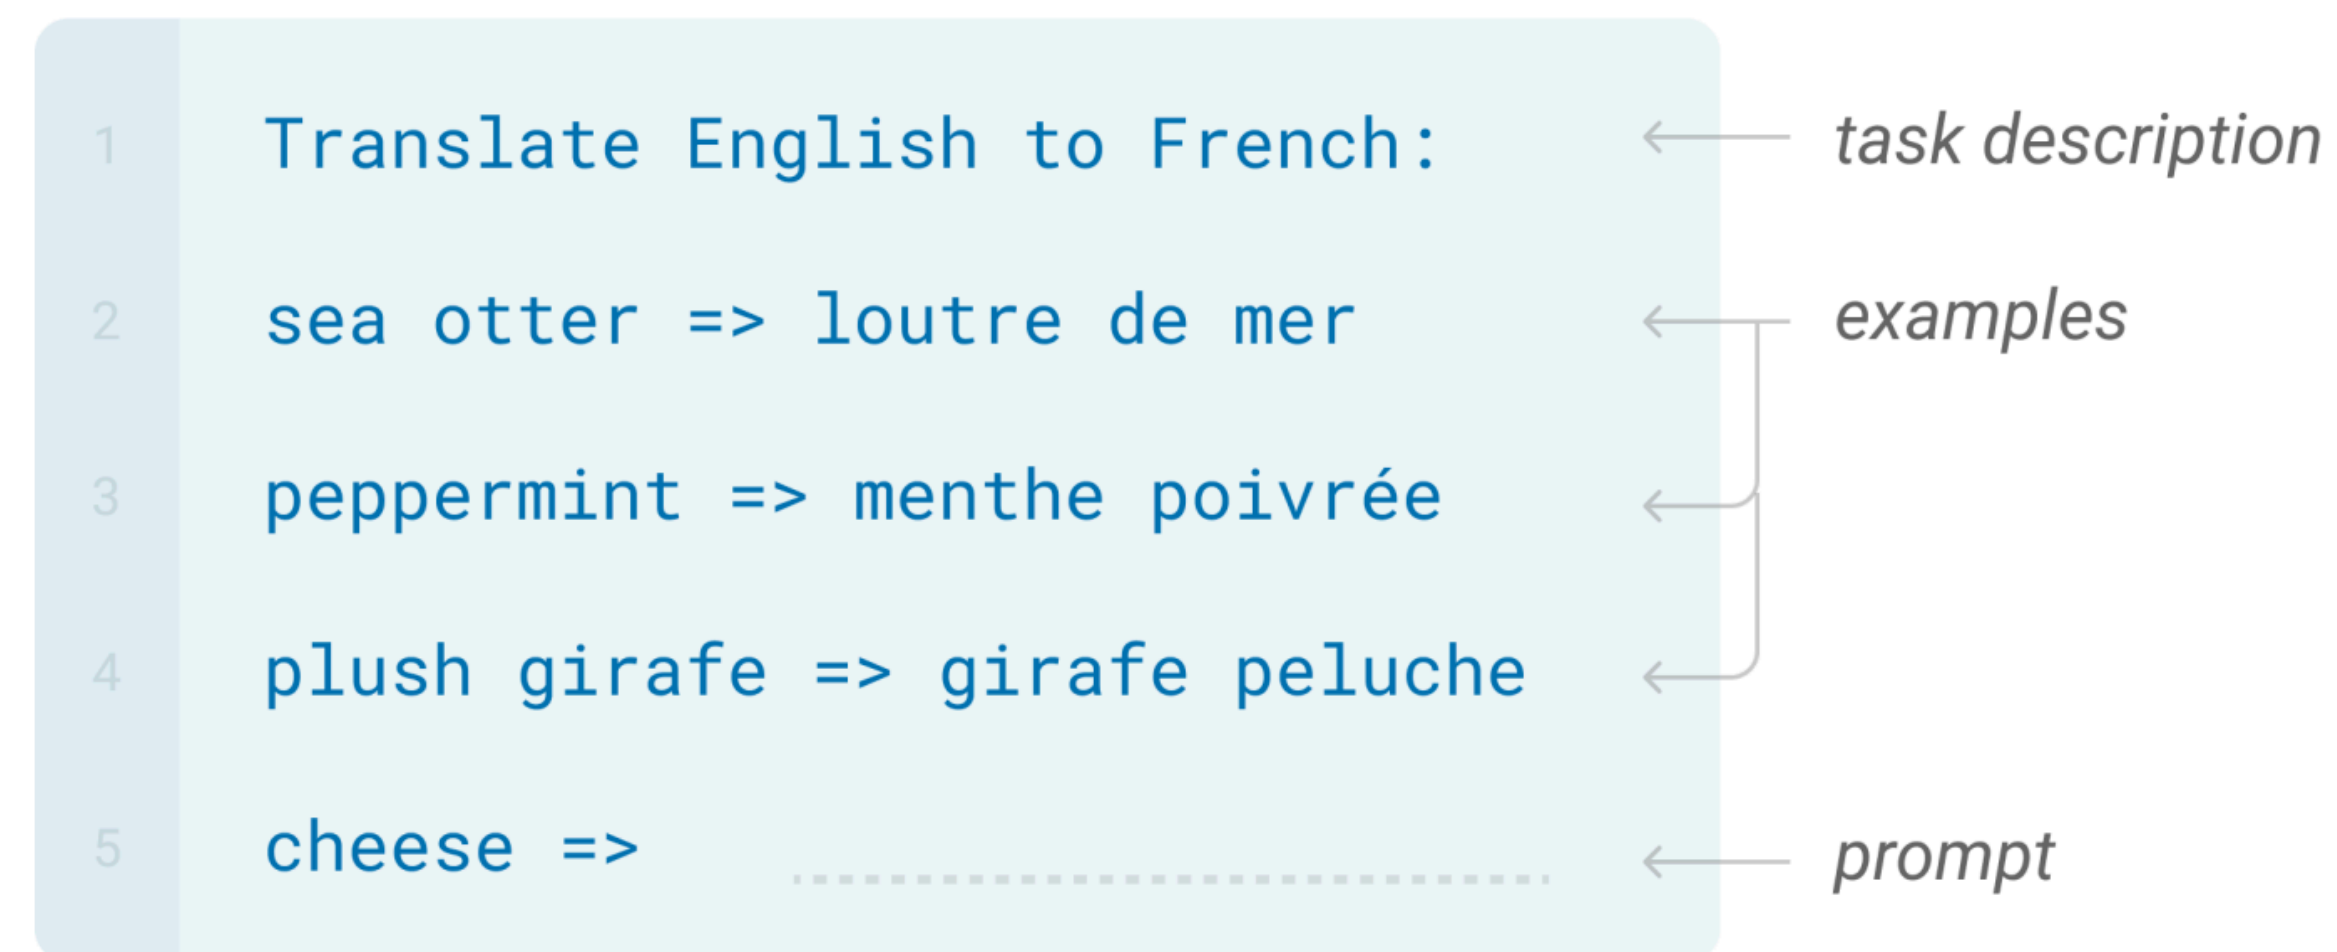 1 Translate English to French: task description
2 sea otter => loutre de mer examples
3 peppermint => menthe poivrée
4 plush girafe => girafe peluche
5 cheese => prompt